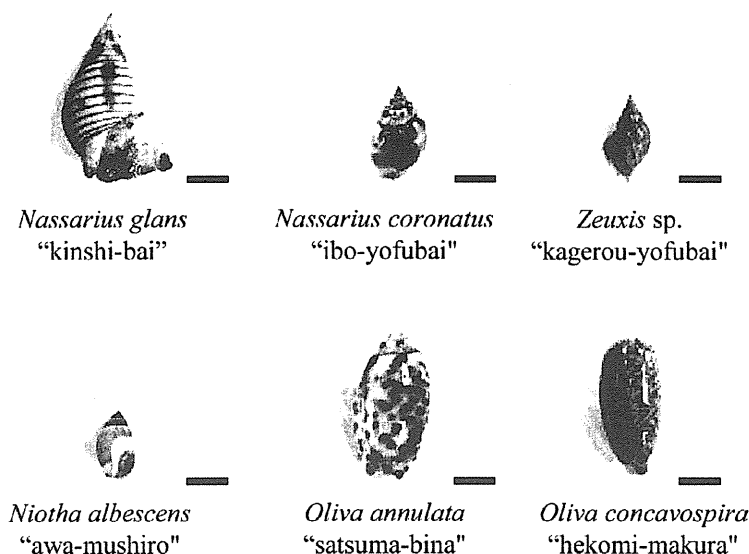 Nassarius glans
“kinshi-bai”
Nassarius coronatus
“ibo-yofubai"
Zeuxis sp.
“kagerou-yofubai"
Niotha albescens
“awa-mushiro"
Oliva annulata
“satsuma-bina"
Oliva concavospira
“hekomi-makura"